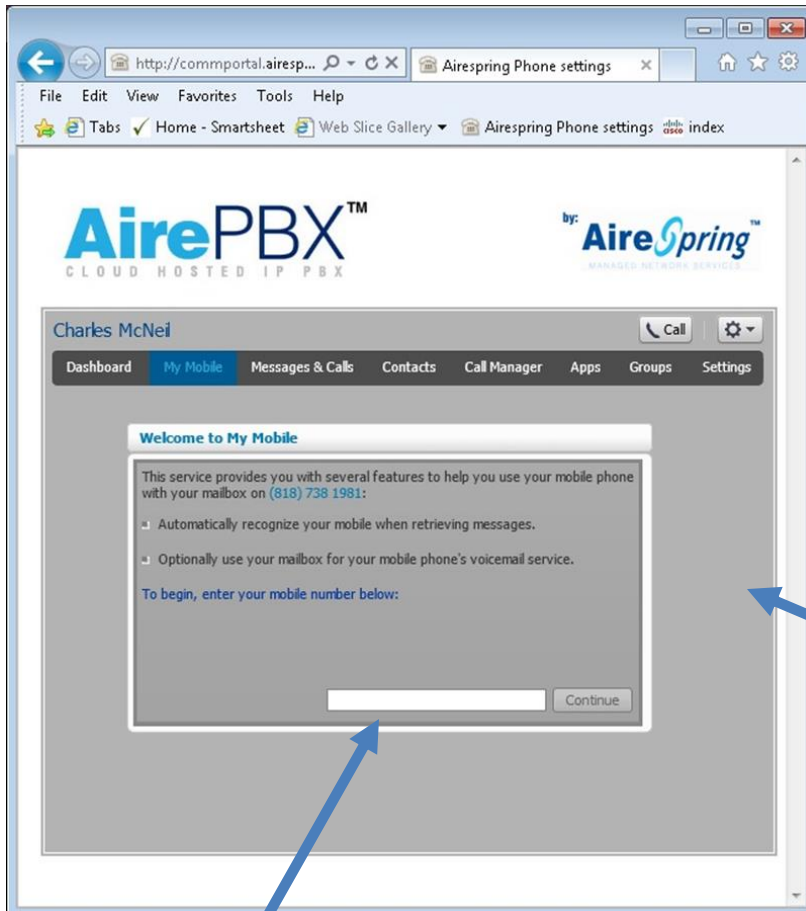 http://commportal.airesp...
Airespring Phone settings
File Edit View Favorites Tools Help
Tabs Home - Smartsheet Web Slice Gallery Airespring Phone settings cisco index
AirePBX™
CLOUD HOSTED IP PBX
by: AireSpring™
MANAGED NETWORK SERVICES
Charles McNeil
Call
Dashboard My Mobile Messages & Calls Contacts Call Manager Apps Groups Settings
Welcome to My Mobile
This service provides you with several features to help you use your mobile phone
with your mailbox on (818) 738 1981:
Automatically recognize your mobile when retrieving messages.
Optionally use your mailbox for your mobile phone's voicemail service.
To begin, enter your mobile number below:
Continue